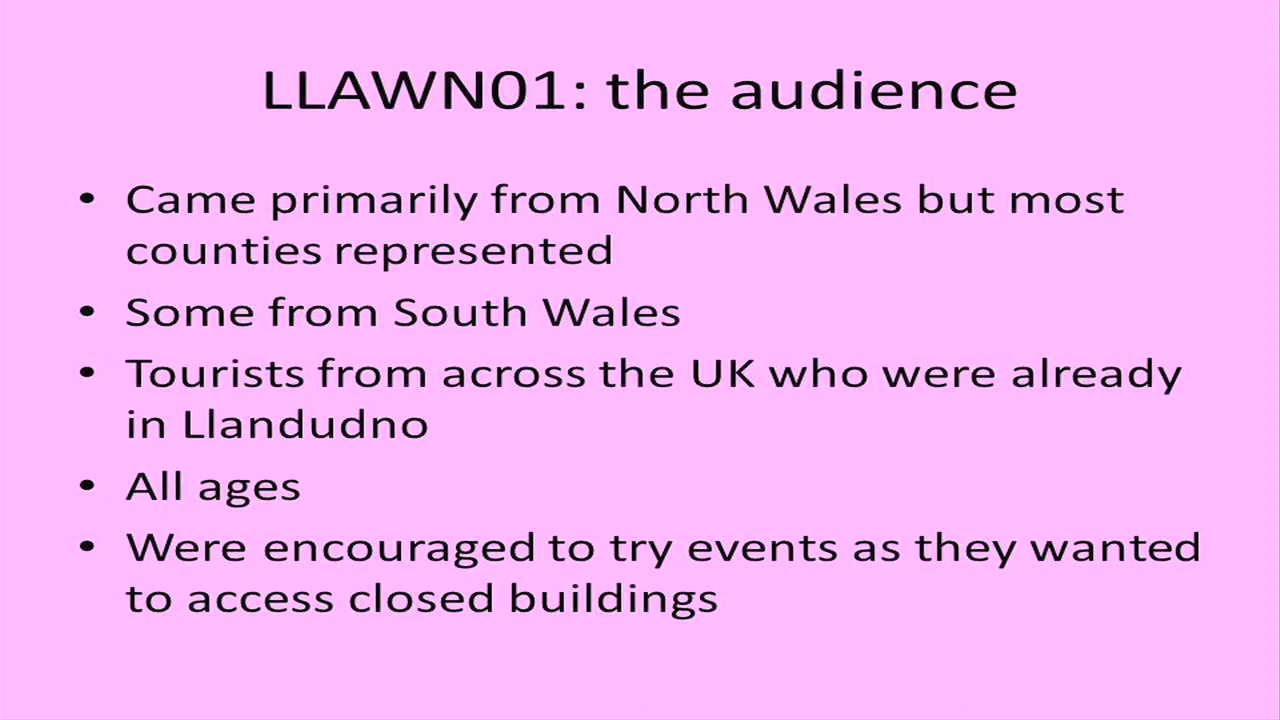 LLAWN01: the audience
• Came primarily from North Wales but most
counties represented
• Some from South Wales
• Tourists from across the UK who were already
in Llandudno
• All ages
• Were encouraged to try events as they wanted
to access closed buildings